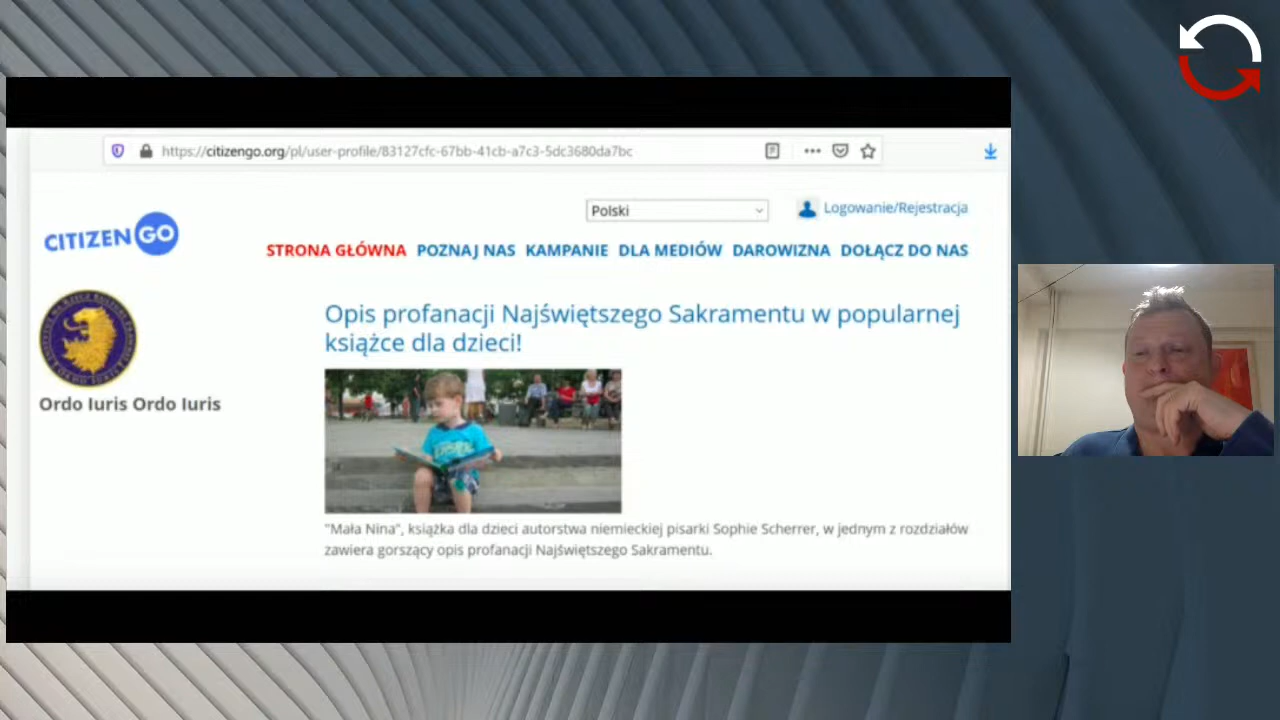 https://citizengo.org/pl/user-profile/83127cfc-67bb-41cb-a7c3-5dc3680da7bc
Polski
Logowanie/Rejestracja
CITIZEN GO
STRONA GŁÓWNA POZNAJ NAS KAMPANIE DLA MEDIÓW DAROWIZNA DOŁĄCZ DO NAS
Opis profanacji Najświętszego Sakramentu w popularnej
książce dla dzieci!
Ordo Iuris Ordo Iuris
"Mała Nina", książka dla dzieci autorstwa niemieckiej pisarki Sophie Scherrer, w jednym z rozdziałów
zawiera gorszący opis profanacji Najświętszego Sakramentu.